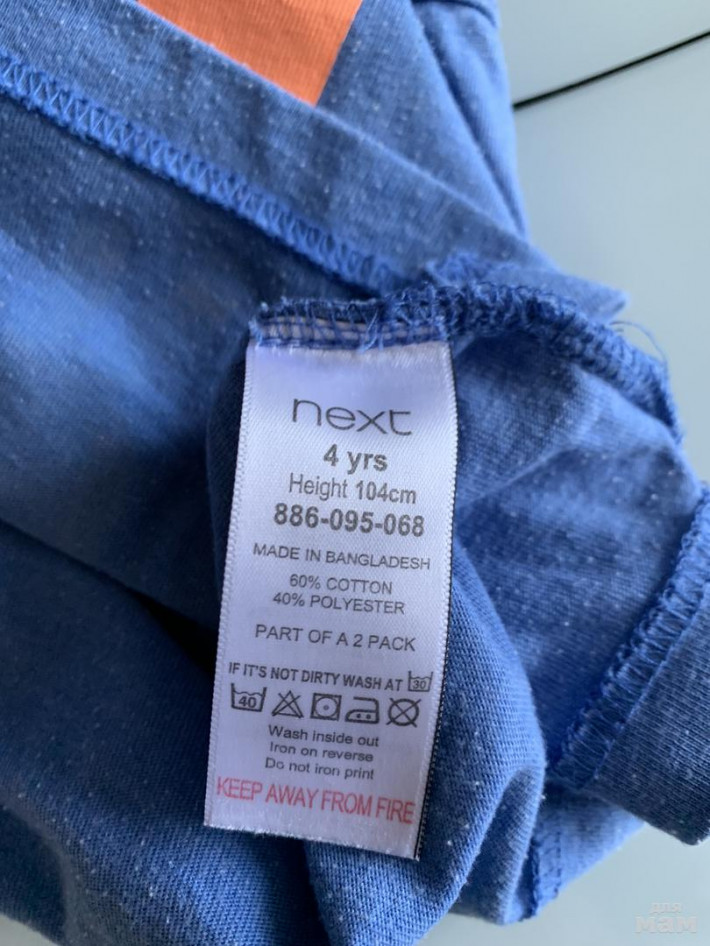 next
4 yrs
Height 104cm
886-095-068
MADE IN BANGLADESH
60% COTTON
40% POLYESTER
PART OF A 2 PACK
IF IT'S NOT DIRTY WASH AT 30
40
Wash inside out
Iron on reverse
Do not iron print
KEEP AWAY FROM FIRE
для
мам